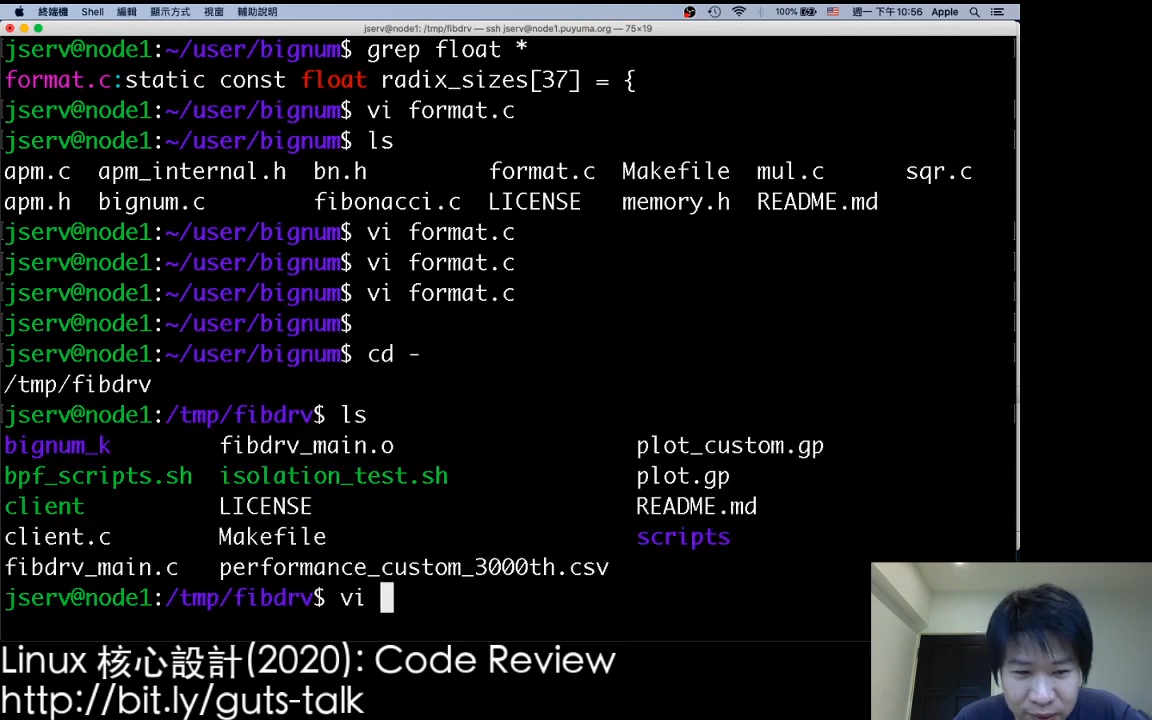 終端機 Shell 編輯 顯示方式 視窗 輔助說明 100% 週一 下午10:56 Apple
jserv@node1: /tmp/fibdrv — ssh jserv@node1.puyuma.org — 75×19
jserv@node1:~/user/bignum$ grep float *
format.c:static const float radix_sizes[37] = {
jserv@node1:~/user/bignum$ vi format.c
jserv@node1:~/user/bignum$ ls
apm.c apm_internal.h bn.h format.c Makefile mul.c sqr.c
apm.h bignum.c fibonacci.c LICENSE memory.h README.md
jserv@node1:~/user/bignum$ vi format.c
jserv@node1:~/user/bignum$ vi format.c
jserv@node1:~/user/bignum$ vi format.c
jserv@node1:~/user/bignum$
jserv@node1:~/user/bignum$ cd -
/tmp/fibdrv
jserv@node1:/tmp/fibdrv$ ls
bignum_k fibdrv_main.o plot_custom.gp
bpf_scripts.sh isolation_test.sh plot.gp
client LICENSE README.md
client.c Makefile scripts
fibdrv_main.c performance_custom_3000th.csv
jserv@node1:/tmp/fibdrv$ vi
Linux 核心設計(2020): Code Review
http://bit.ly/guts-talk